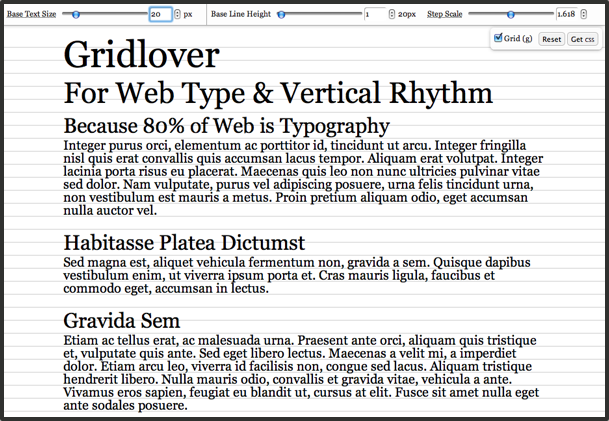 Base Text Size 20 px Base Line Height 1 20px Step Scale 1.618
Grid (g) Reset Get css
Gridlover
For Web Type & Vertical Rhythm
Because 80% of Web is Typography
Integer purus orci, elementum ac porttitor id, tincidunt ut arcu. Integer fringilla
nisl quis erat convallis quis accumsan lacus tempor. Aliquam erat volutpat. Integer
lacinia porta risus eu placerat. Maecenas quis leo non nunc ultricies pulvinar vitae
sed dolor. Nam vulputate, purus vel adipiscing posuere, urna felis tincidunt urna,
non vestibulum est mauris a metus. Proin pretium aliquam odio, eget accumsan
nulla auctor vel.
Habitasse Platea Dictumst
Sed magna est, aliquet vehicula fermentum non, gravida a sem. Quisque dapibus
vestibulum enim, ut viverra ipsum porta et. Cras mauris ligula, faucibus et
commodo eget, accumsan in lectus.
Gravida Sem
Etiam ac tellus erat, ac malesuada urna. Praesent ante orci, aliquam quis tristique
et, vulputate quis ante. Sed eget libero lectus. Maecenas a velit mi, a imperdiet
dolor. Etiam arcu leo, viverra id facilisis non, congue sed lacus. Aliquam tristique
hendrerit libero. Nulla mauris odio, convallis et gravida vitae, vehicula a ante.
Vivamus eros sapien, feugiat eu blandit ut, cursus at elit. Fusce sit amet nulla eget
ante sodales posuere.